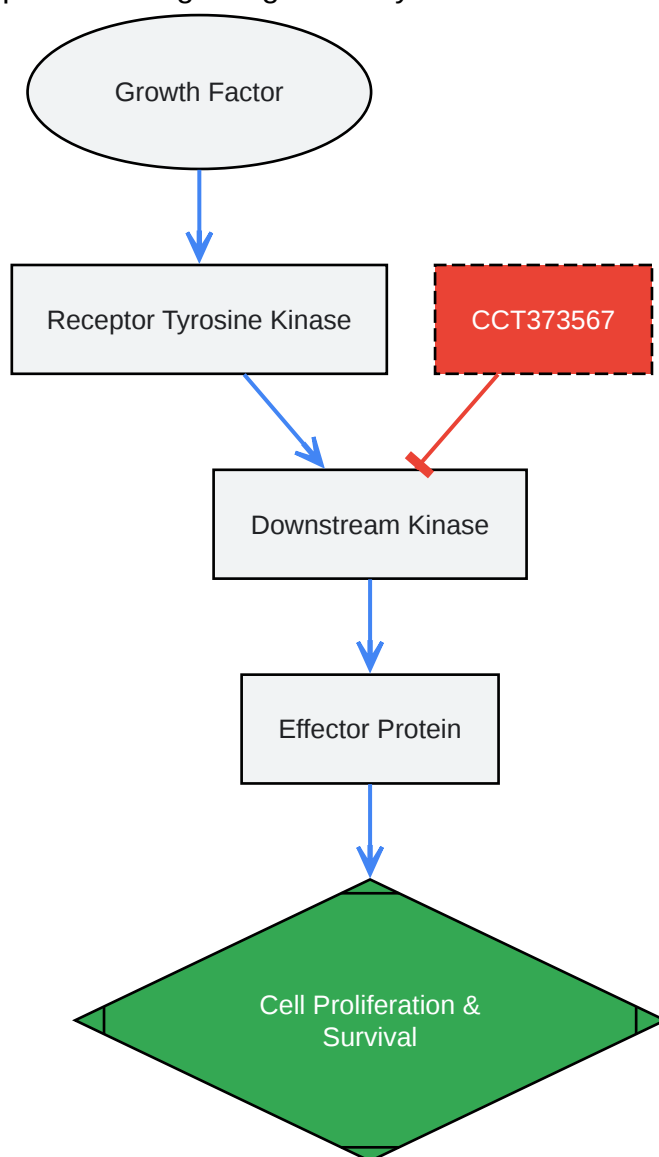 Growth Factor
Receptor Tyrosine Kinase
CCT373567
Downstream Kinase
Effector Protein
Cell Proliferation &
Survival